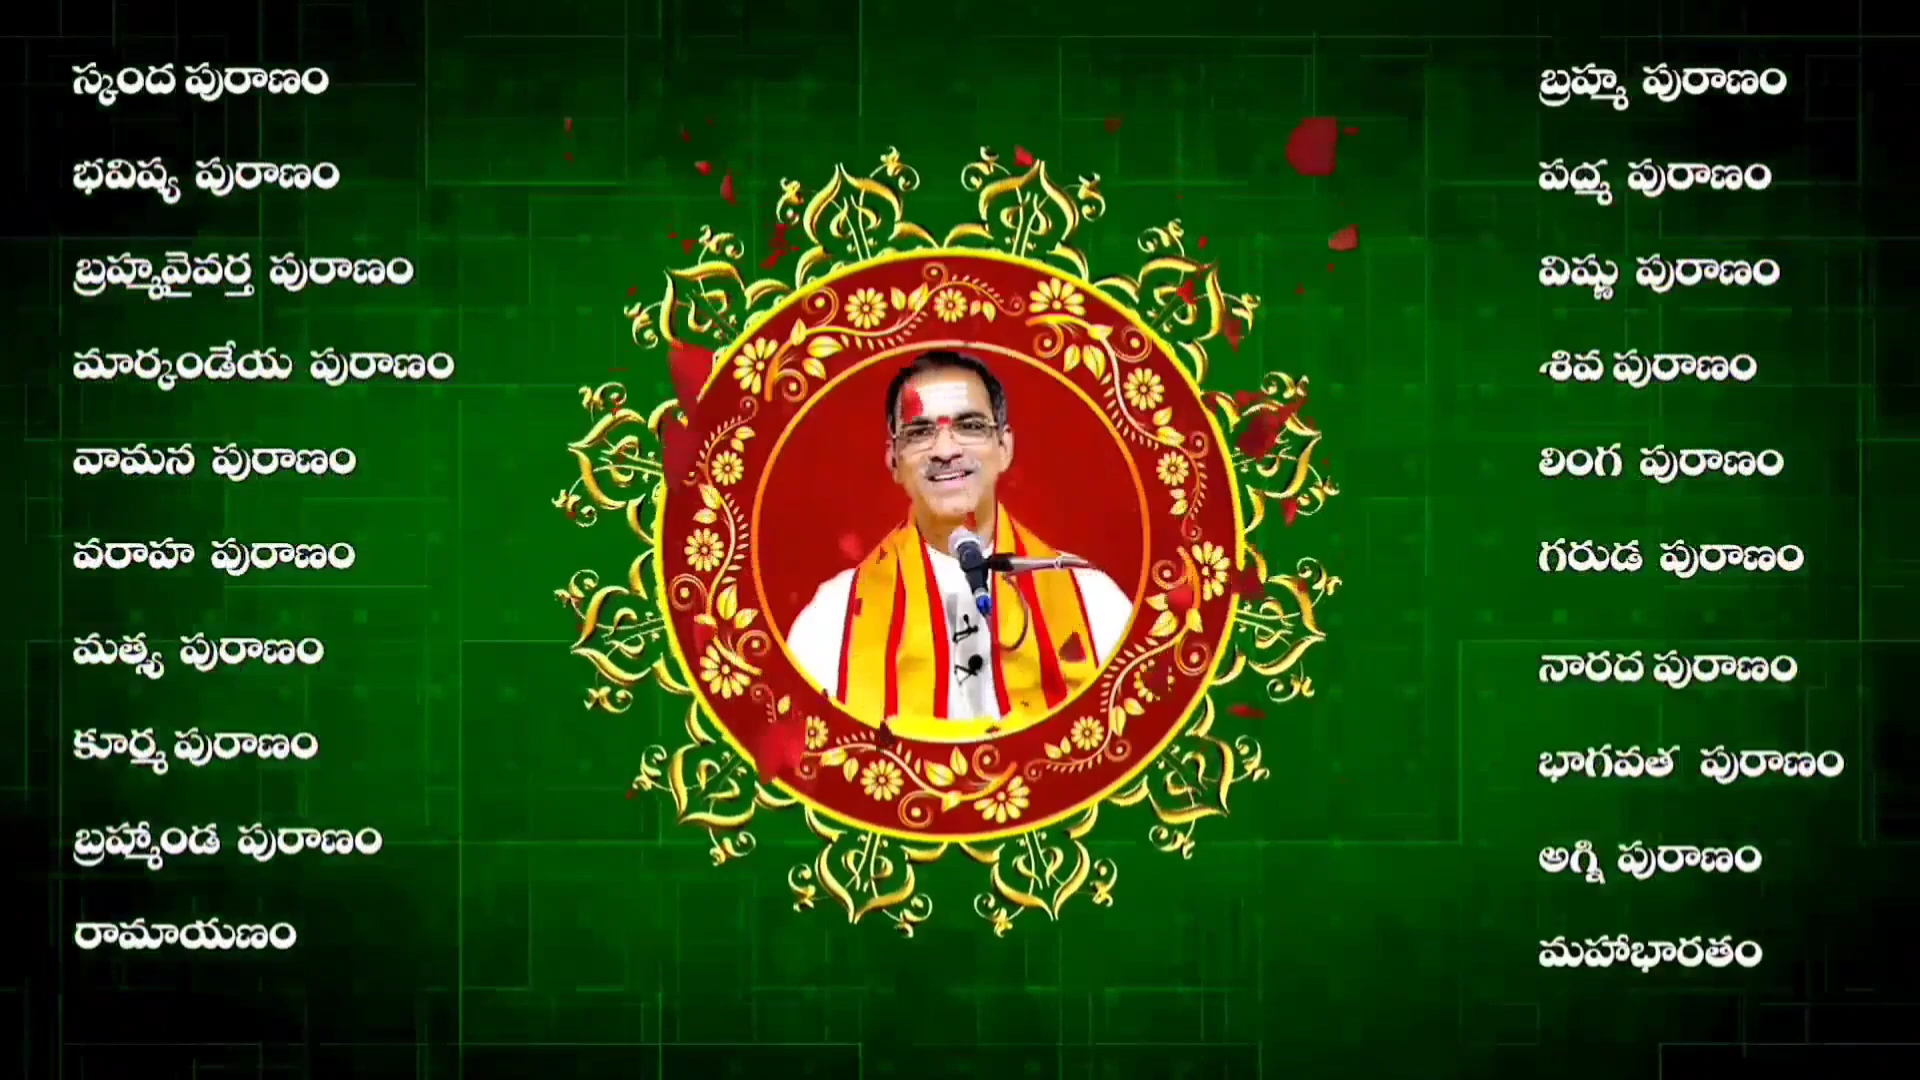 స్కంద పురాణం
భవిష్య పురాణం
బ్రహ్మవైవర్త పురాణం
మార్కండేయ పురాణం
వామన పురాణం
వరాహ పురాణం
మత్స్య పురాణం
కూర్మ పురాణం
బ్రహ్మాండ పురాణం
రామాయణం
బ్రహ్మ పురాణం
పద్మ పురాణం
విష్ణు పురాణం
శివ పురాణం
లింగ పురాణం
గరుడ పురాణం
నారద పురాణం
భాగవత పురాణం
అగ్ని పురాణం
మహాభారతం